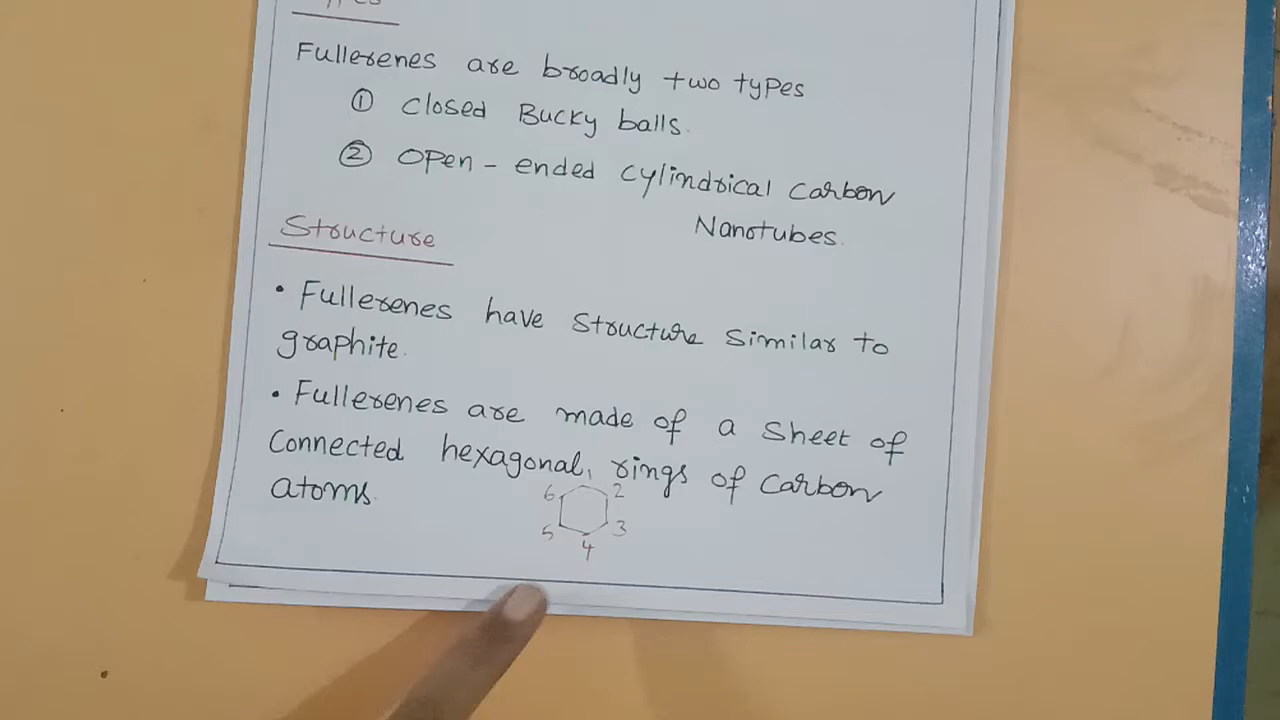 Fullerenes are broadly two types
① closed Bucky balls.
② Open - ended cylindrical carbon
Nanotubes.
Structure
• Fullerenes have structure similar to
graphite.
• Fullerenes are made of a sheet of
connected hexagonal, rings of carbon
atoms.
6 2
5 3
4